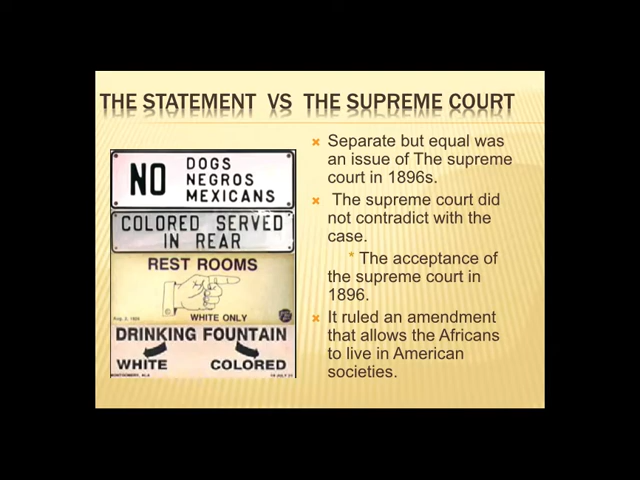 THE STATEMENT VS THE SUPREME COURT
NO DOGS
NEGROS
MEXICANS
COLORED SERVED
IN REAR
REST ROOMS
WHITE ONLY
DRINKING FOUNTAIN
WHITE COLORED
MONTGOMERY, ALA
Separate but equal was
an issue of The supreme
court in 1896s.
The supreme court did
not contradict with the
case.
* The acceptance of
the supreme court in
1896.
It ruled an amendment
that allows the Africans
to live in American
societies.